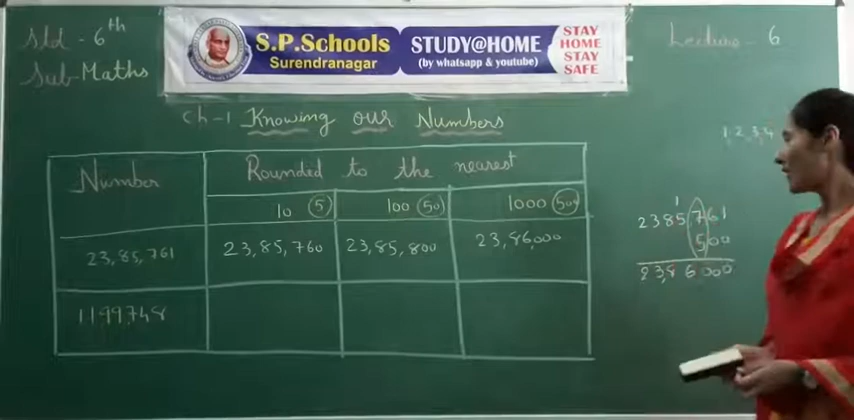 Std - 6th
Sub - Maths
S.P.Schools
Surendranagar
STUDY@HOME
(by whatsapp & youtube)
STAY
HOME
STAY
SAFE
Lecture - 6
Ch-1 Knowing our Numbers
1,2,3,4
Number
Rounded to the nearest
10 (5)
100 (50)
1000 (500)
23,85,761
23,85,760
23,85,800
23,86,000
1199748
1
2385761
500
23,86000